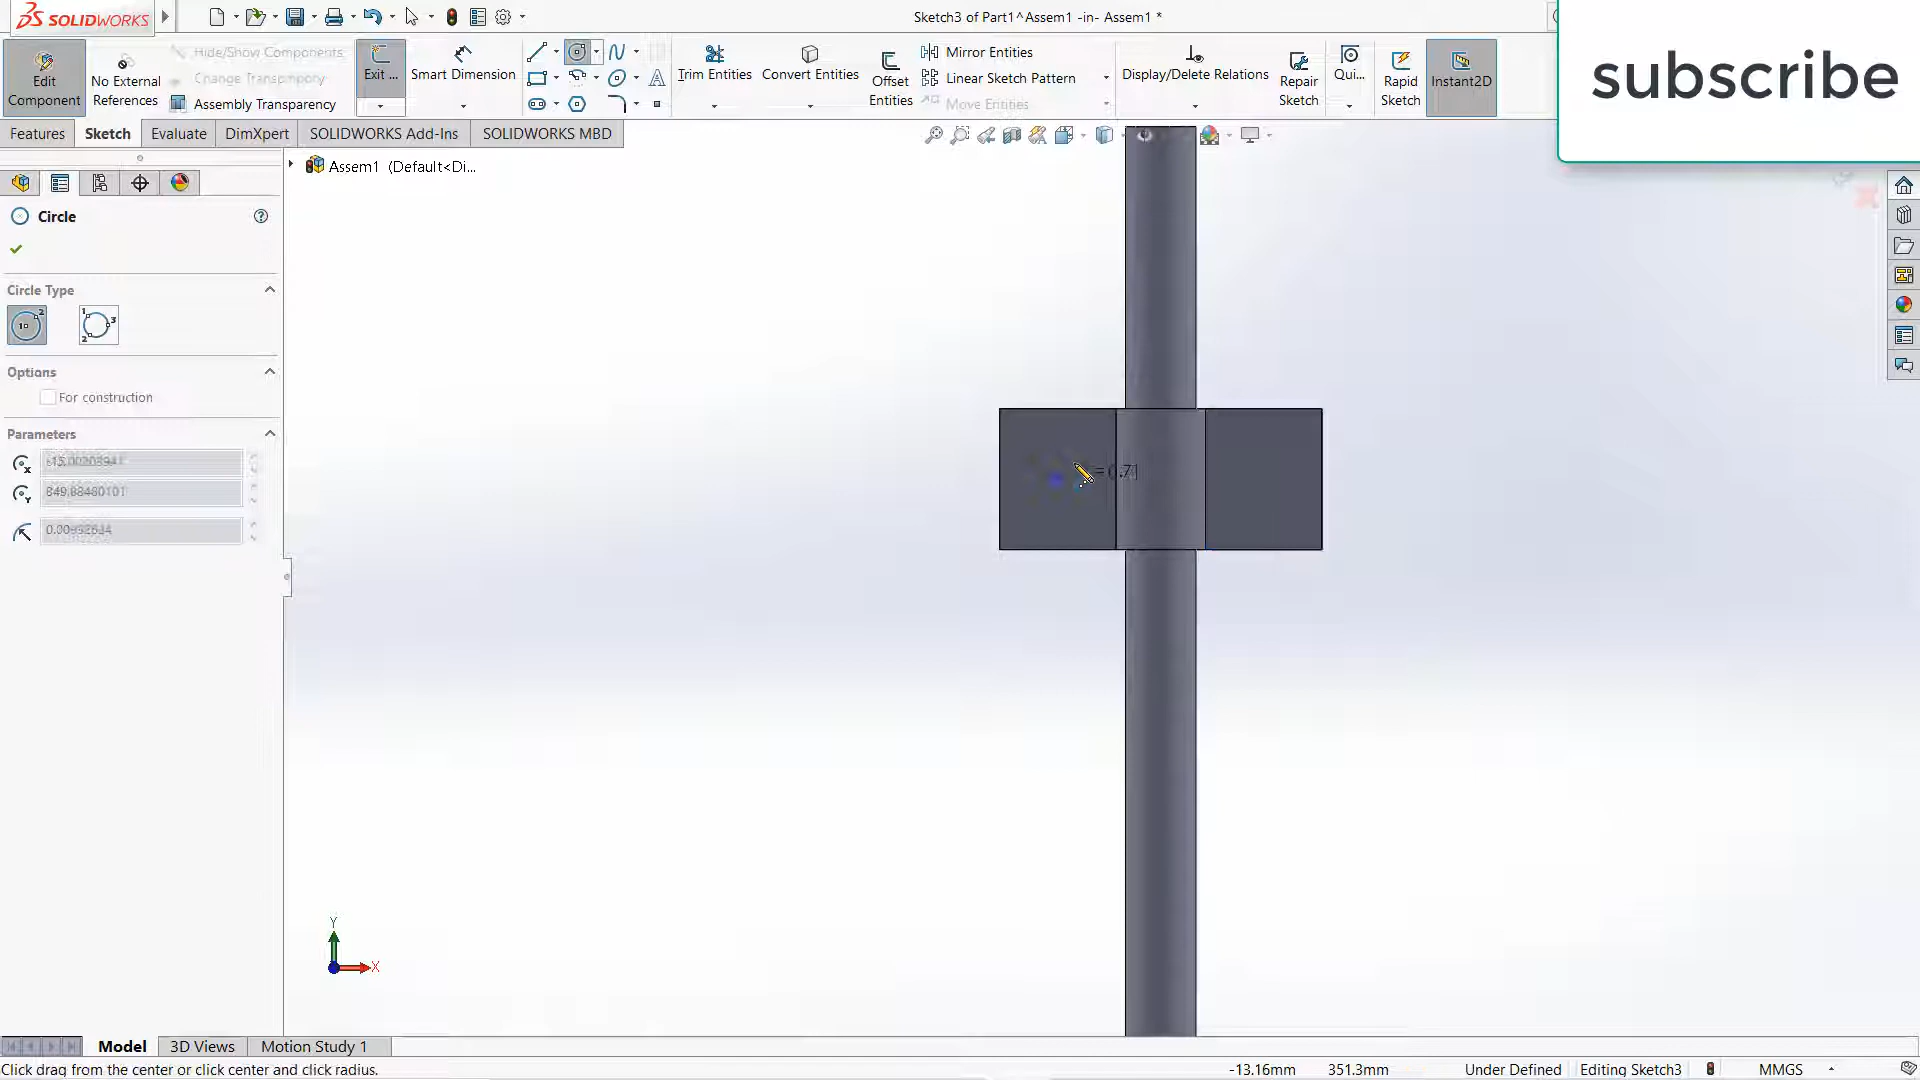 SOLIDWORKS
Sketch3 of Part1^Assem1 -in- Assem1 *
subscribe
Edit Component
No External References
Hide/Show Components
Change Transparency
Assembly Transparency
Exit ...
Smart Dimension
Trim Entities
Convert Entities
Offset Entities
Mirror Entities
Linear Sketch Pattern
Move Entities
Display/Delete Relations
Repair Sketch
Qui...
Rapid Sketch
Instant2D
Features
Sketch
Evaluate
DimXpert
SOLIDWORKS Add-Ins
SOLIDWORKS MBD
Assem1 (Default<Di...
Circle
Circle Type
Options
For construction
Parameters
Y
X
Model
3D Views
Motion Study 1
Click drag from the center or click center and click radius.
-13.16mm
351.3mm
Under Defined
Editing Sketch3
MMGS